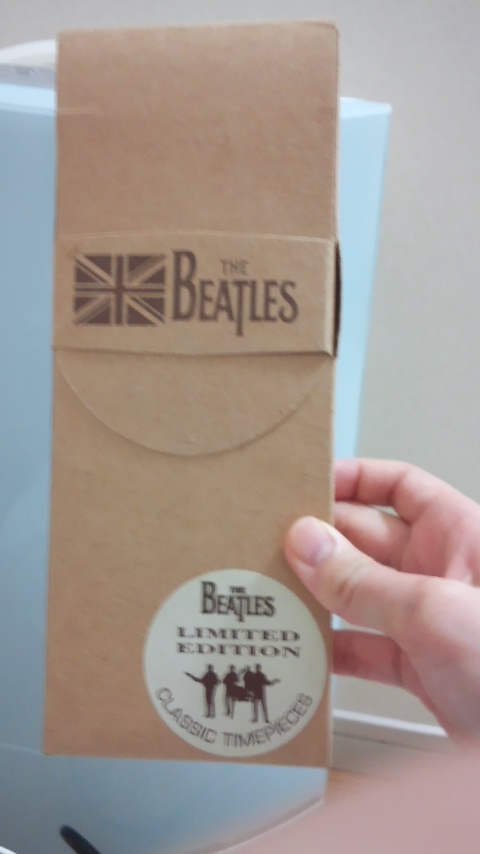 THE
BEATLES
THE
BEATLES
LIMITED
EDITION
CLASSIC TIMEPIECES